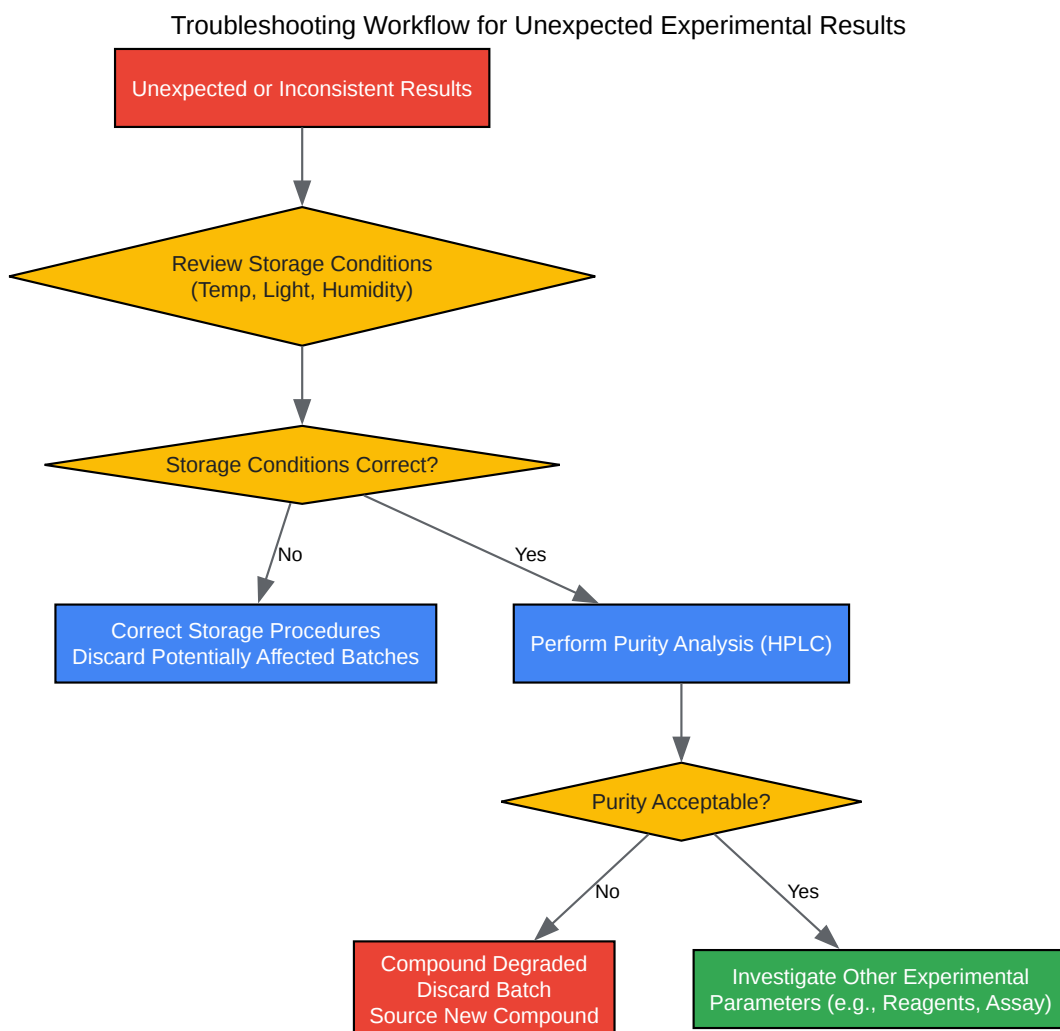 Troubleshooting Workflow for Unexpected Experimental Results
Unexpected or Inconsistent Results
Review Storage Conditions
(Temp, Light, Humidity)
Storage Conditions Correct?
No
Yes
Correct Storage Procedures
Discard Potentially Affected Batches
Perform Purity Analysis (HPLC)
Purity Acceptable?
No
Yes
Compound Degraded
Discard Batch
Source New Compound
Investigate Other Experimental
Parameters (e.g., Reagents, Assay)